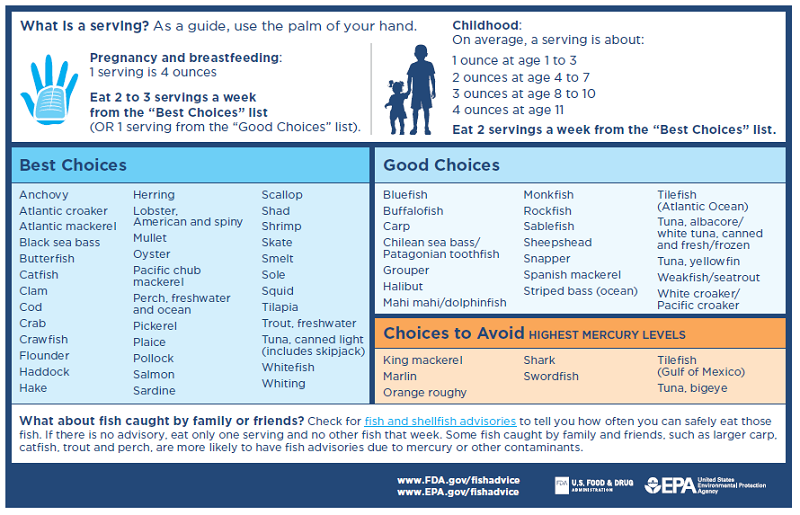 What is a serving? As a guide, use the palm of your hand.
Pregnancy and breastfeeding:
1 serving is 4 ounces
Eat 2 to 3 servings a week
from the “Best Choices” list
(OR 1 serving from the “Good Choices” list).
Childhood:
On average, a serving is about:
1 ounce at age 1 to 3
2 ounces at age 4 to 7
3 ounces at age 8 to 10
4 ounces at age 11
Eat 2 servings a week from the “Best Choices” list.
Best Choices
Anchovy
Atlantic croaker
Atlantic mackerel
Black sea bass
Butterfish
Catfish
Clam
Cod
Crab
Crawfish
Flounder
Haddock
Hake
Herring
Lobster,
American and spiny
Mullet
Oyster
Pacific chub
mackerel
Perch, freshwater
and ocean
Pickerel
Plaice
Pollock
Salmon
Sardine
Scallop
Shad
Shrimp
Skate
Smelt
Sole
Squid
Tilapia
Trout, freshwater
Tuna, canned light
(includes skipjack)
Whitefish
Whiting
Good Choices
Bluefish
Buffalofish
Carp
Chilean sea bass/
Patagonian toothfish
Grouper
Halibut
Mahi mahi/dolphinfish
Monkfish
Rockfish
Sablefish
Sheepshead
Snapper
Spanish mackerel
Striped bass (ocean)
Tilefish
(Atlantic Ocean)
Tuna, albacore/
white tuna, canned
and fresh/frozen
Tuna, yellowfin
Weakfish/seatrout
White croaker/
Pacific croaker
Choices to Avoid HIGHEST MERCURY LEVELS
King mackerel
Marlin
Orange roughy
Shark
Swordfish
Tilefish
(Gulf of Mexico)
Tuna, bigeye
What about fish caught by family or friends? Check for fish and shellfish advisories to tell you how often you can safely eat those
fish. If there is no advisory, eat only one serving and no other fish that week. Some fish caught by family and friends, such as larger carp,
catfish, trout and perch, are more likely to have fish advisories due to mercury or other contaminants.
www.FDA.gov/fishadvice
www.EPA.gov/fishadvice
FDA
U.S. FOOD & DRUG
ADMINISTRATION
EPA
United States
Environmental Protection
Agency